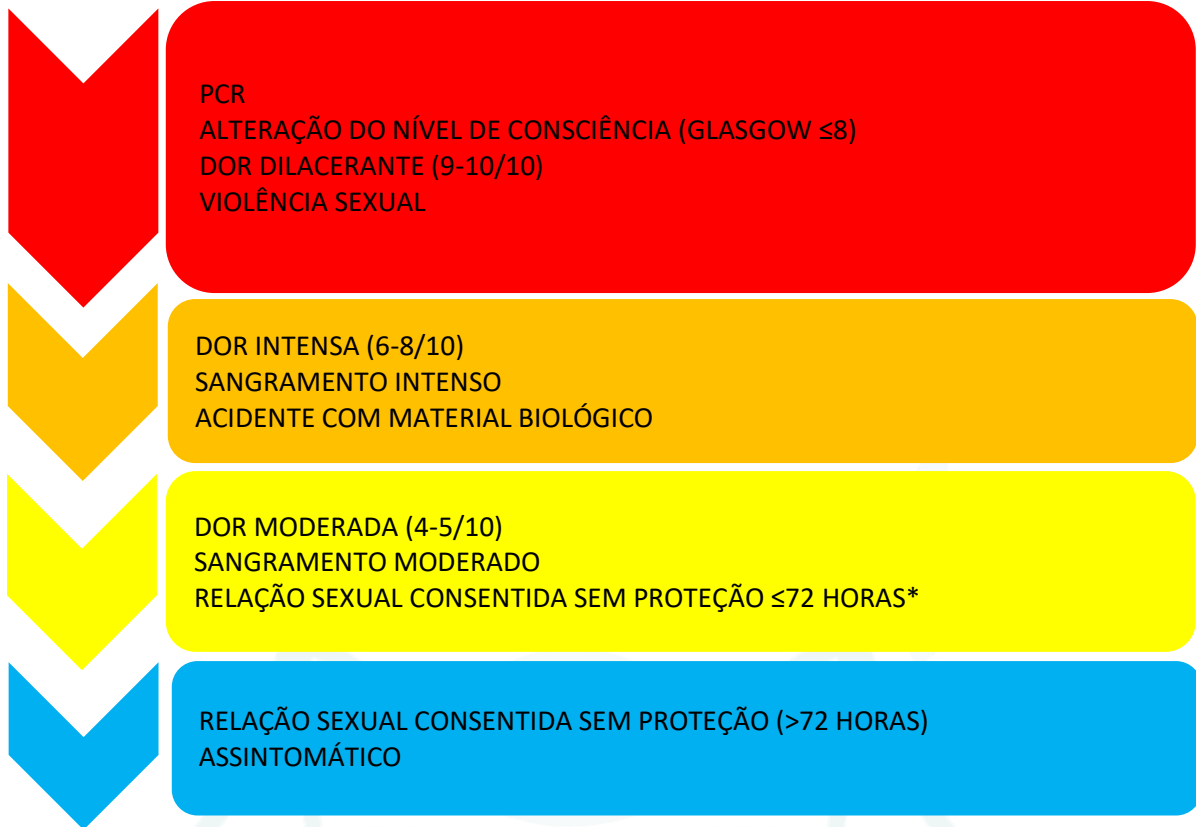 PCR
ALTERAÇÃO DO NÍVEL DE CONSCIÊNCIA (GLASGOW ≤8)
DOR DILACERANTE (9-10/10)
VIOLÊNCIA SEXUAL
DOR INTENSA (6-8/10)
SANGRAMENTO INTENSO
ACIDENTE COM MATERIAL BIOLÓGICO
DOR MODERADA (4-5/10)
SANGRAMENTO MODERADO
RELAÇÃO SEXUAL CONSENTIDA SEM PROTEÇÃO ≤72 HORAS*
RELAÇÃO SEXUAL CONSENTIDA SEM PROTEÇÃO (>72 HORAS)
ASSINTOMÁTICO